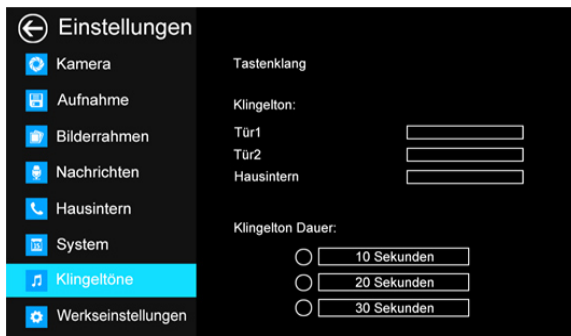 Einstellungen
Kamera
Aufnahme
Bilderrahmen
Nachrichten
Hausintern
System
Klingeltöne
Werkseinstellungen
Tastenklang
Klingelton:
Tür1
Tür2
Hausintern
Klingelton Dauer:
10 Sekunden
20 Sekunden
30 Sekunden